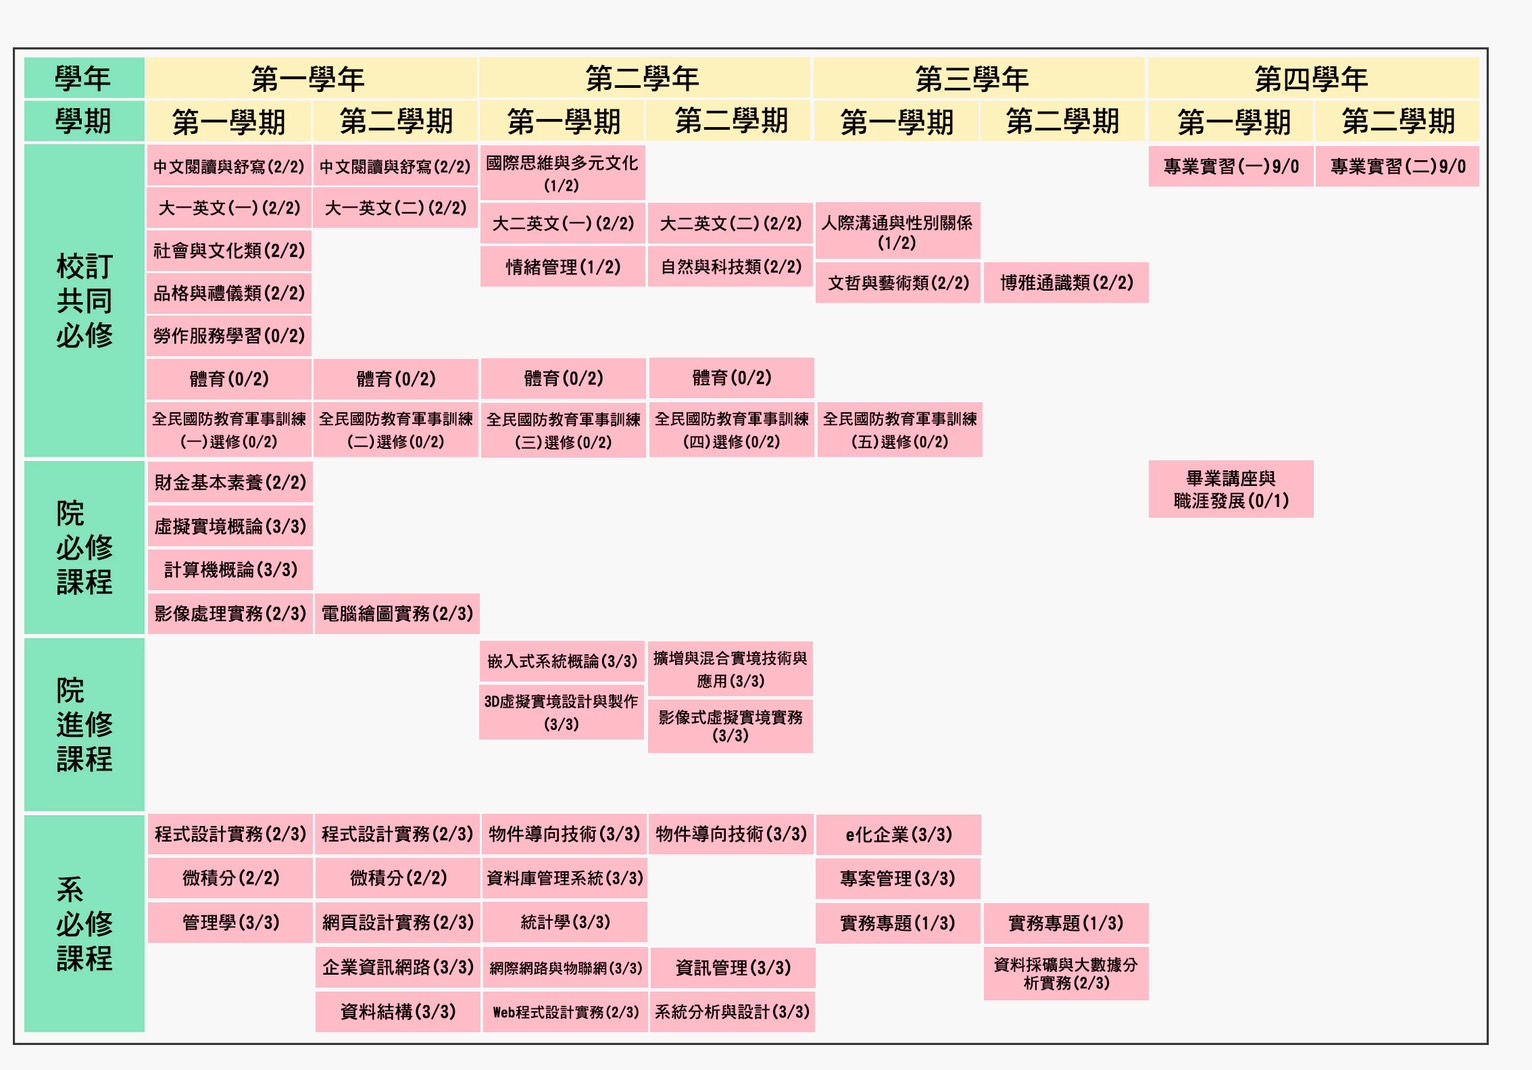 學年
第一學年
第二學年
第三學年
第四學年
學期
第一學期
第二學期
第一學期
第二學期
第一學期
第二學期
第一學期
第二學期
校訂
共同
必修
中文閱讀與舒寫(2/2)
中文閱讀與舒寫(2/2)
國際思維與多元文化
(1/2)
專業實習(一)9/0
專業實習(二)9/0
大一英文(一)(2/2)
大一英文(二)(2/2)
大二英文(一)(2/2)
大二英文(二)(2/2)
人際溝通與性別關係
(1/2)
社會與文化類(2/2)
情緒管理(1/2)
自然與科技類(2/2)
文哲與藝術類(2/2)
博雅通識類(2/2)
品格與禮儀類(2/2)
勞作服務學習(0/2)
體育(0/2)
體育(0/2)
體育(0/2)
體育(0/2)
全民國防教育軍事訓練
(一)選修(0/2)
全民國防教育軍事訓練
(二)選修(0/2)
全民國防教育軍事訓練
(三)選修(0/2)
全民國防教育軍事訓練
(四)選修(0/2)
全民國防教育軍事訓練
(五)選修(0/2)
院
必修
課程
財金基本素養(2/2)
畢業講座與
職涯發展(0/1)
虛擬實境概論(3/3)
計算機概論(3/3)
影像處理實務(2/3)
電腦繪圖實務(2/3)
院
進修
課程
嵌入式系統概論(3/3)
擴增與混合實境技術與
應用(3/3)
3D虛擬實境設計與製作
(3/3)
影像式虛擬實境實務
(3/3)
系
必修
課程
程式設計實務(2/3)
程式設計實務(2/3)
物件導向技術(3/3)
物件導向技術(3/3)
e化企業(3/3)
微積分(2/2)
微積分(2/2)
資料庫管理系統(3/3)
專案管理(3/3)
管理學(3/3)
網頁設計實務(2/3)
統計學(3/3)
實務專題(1/3)
實務專題(1/3)
企業資訊網路(3/3)
網際網路與物聯網(3/3)
資訊管理(3/3)
資料採礦與大數據分
析實務(2/3)
資料結構(3/3)
Web程式設計實務(2/3)
系統分析與設計(3/3)